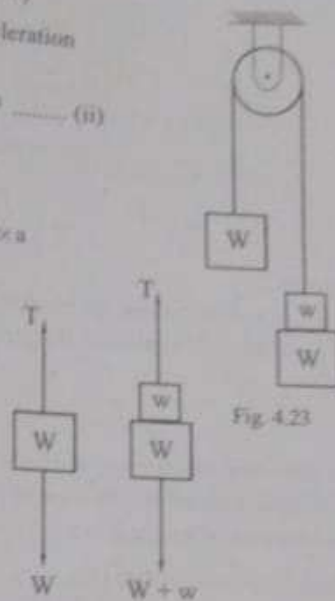 leration
........ (ii)
× a
W
w
W
Fig. 4.23
T
W
W
T
w
W
W + w